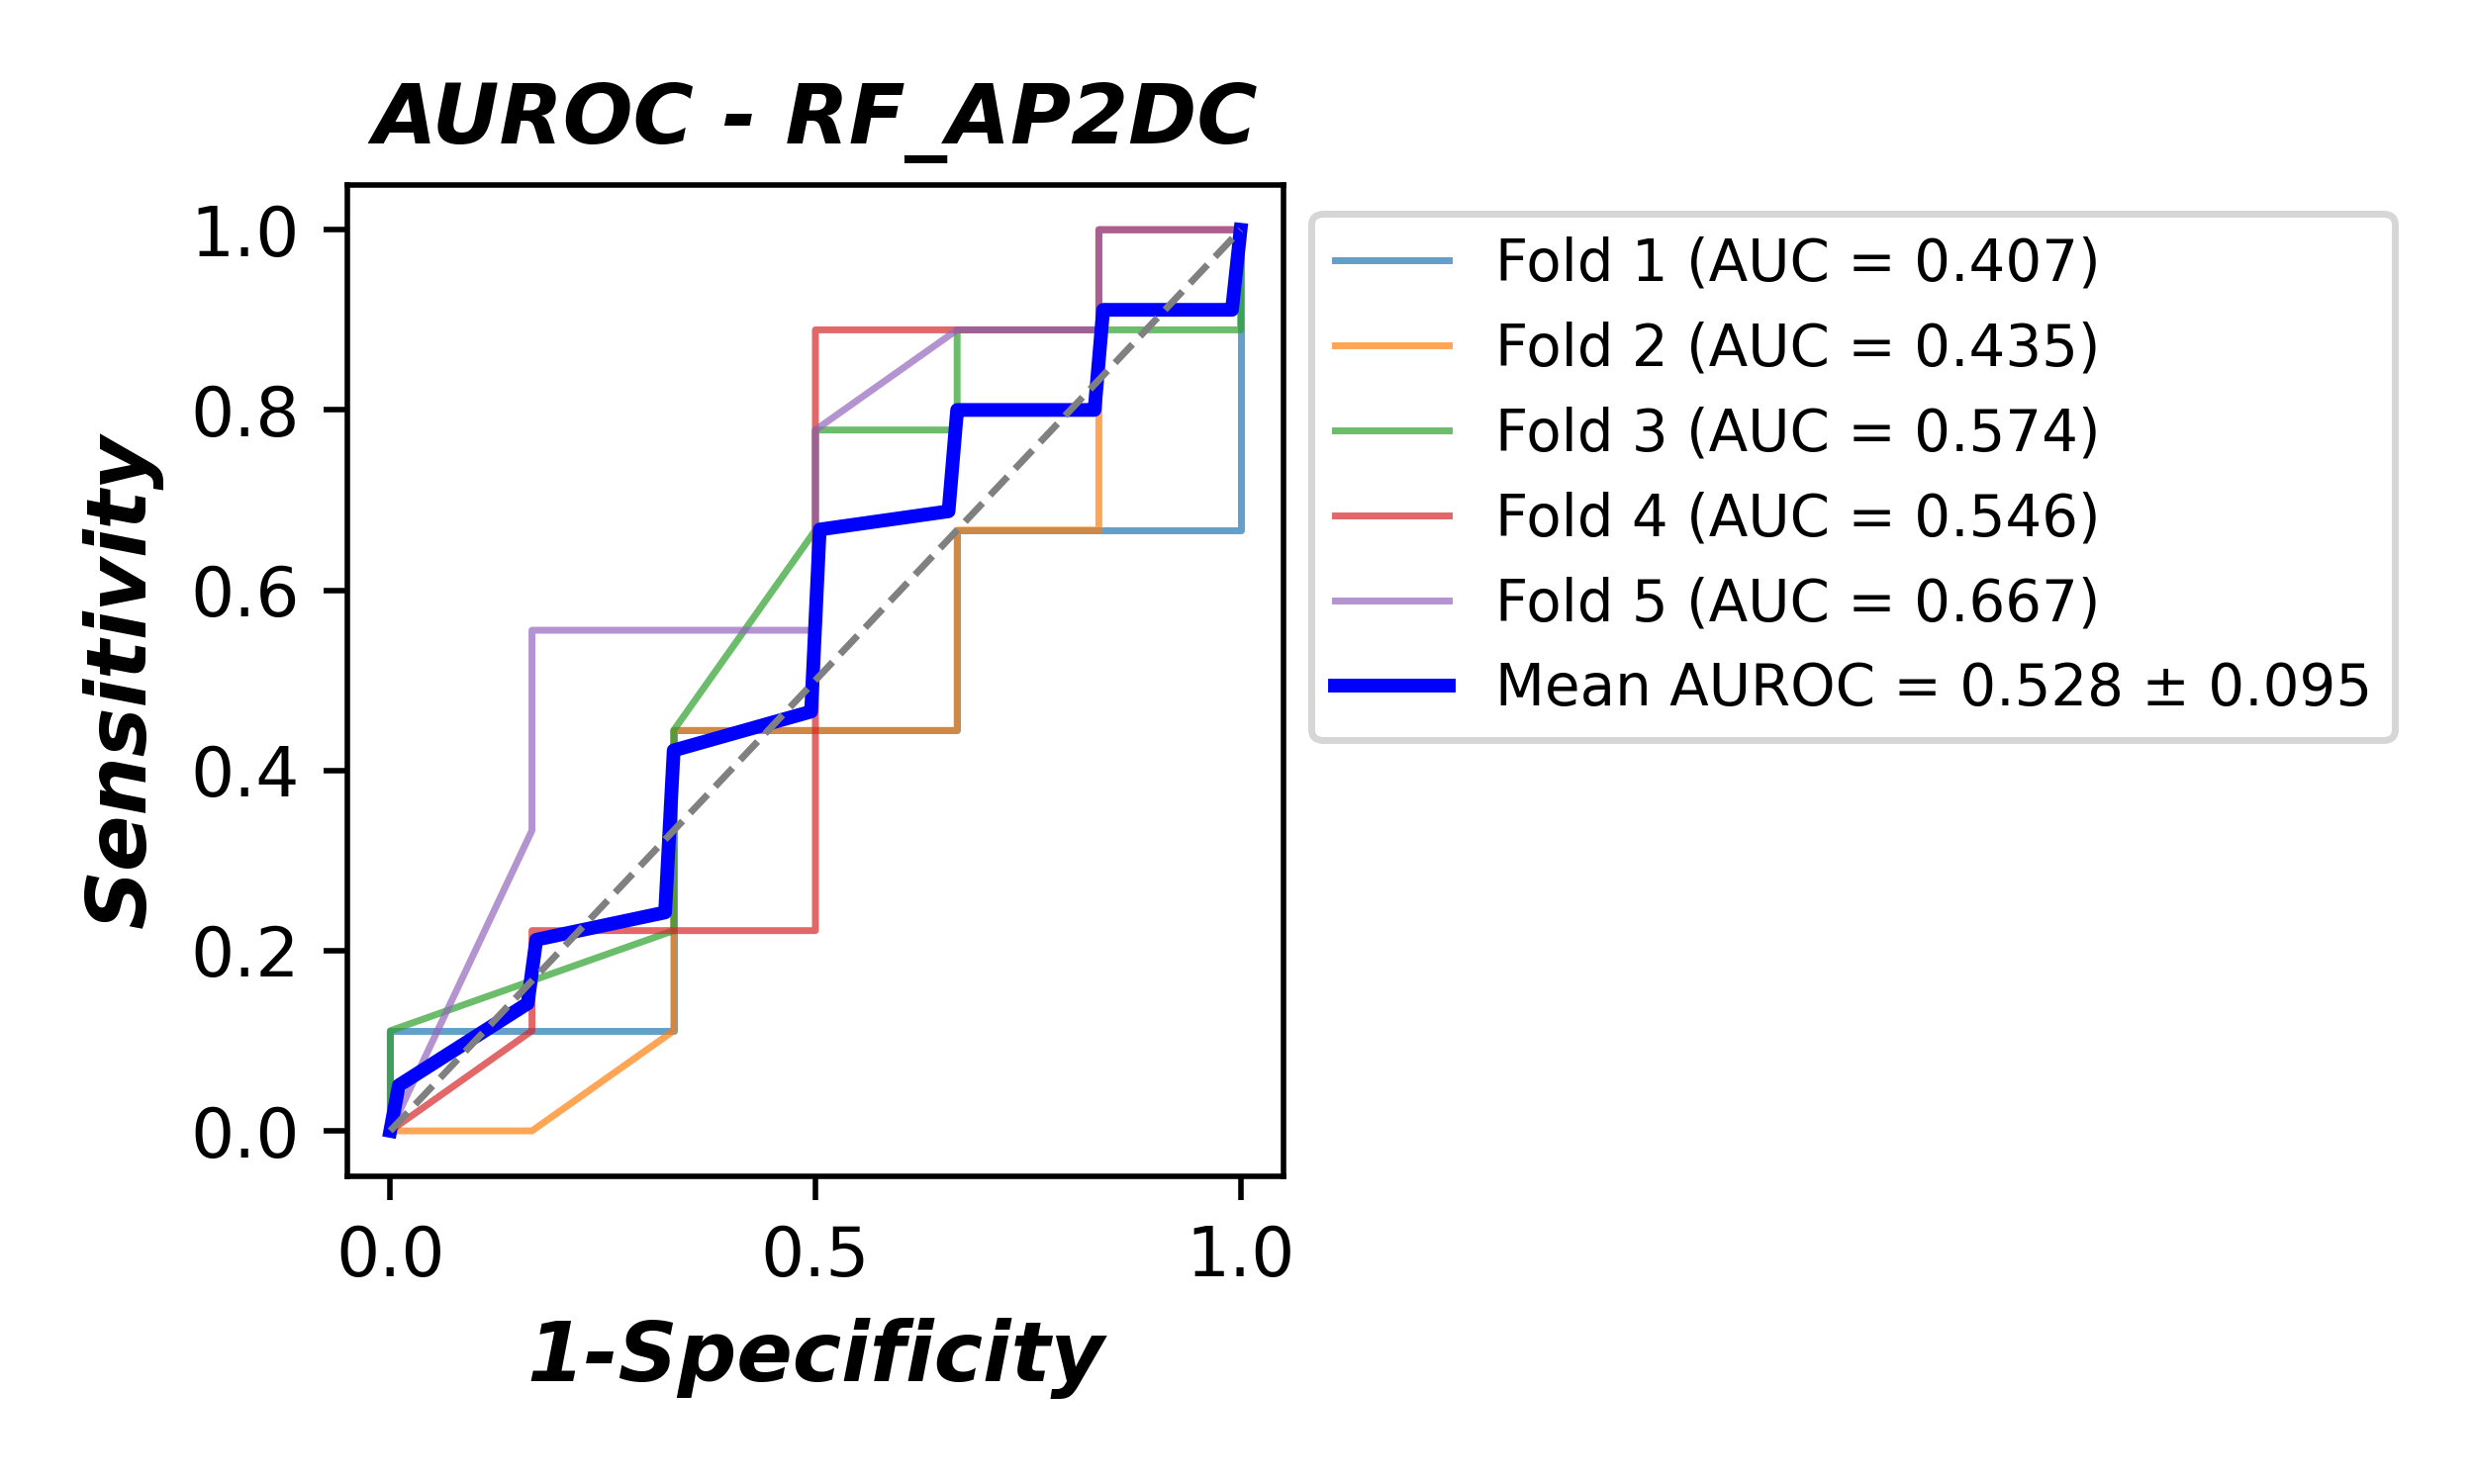 AUROC - RF_AP2DC
1.0
0.8
0.6
0.4
0.2
0.0
Sensitivity
0.0 0.5 1.0
1-Specificity
Fold 1 (AUC = 0.407)
Fold 2 (AUC = 0.435)
Fold 3 (AUC = 0.574)
Fold 4 (AUC = 0.546)
Fold 5 (AUC = 0.667)
Mean AUROC = 0.528 ± 0.095